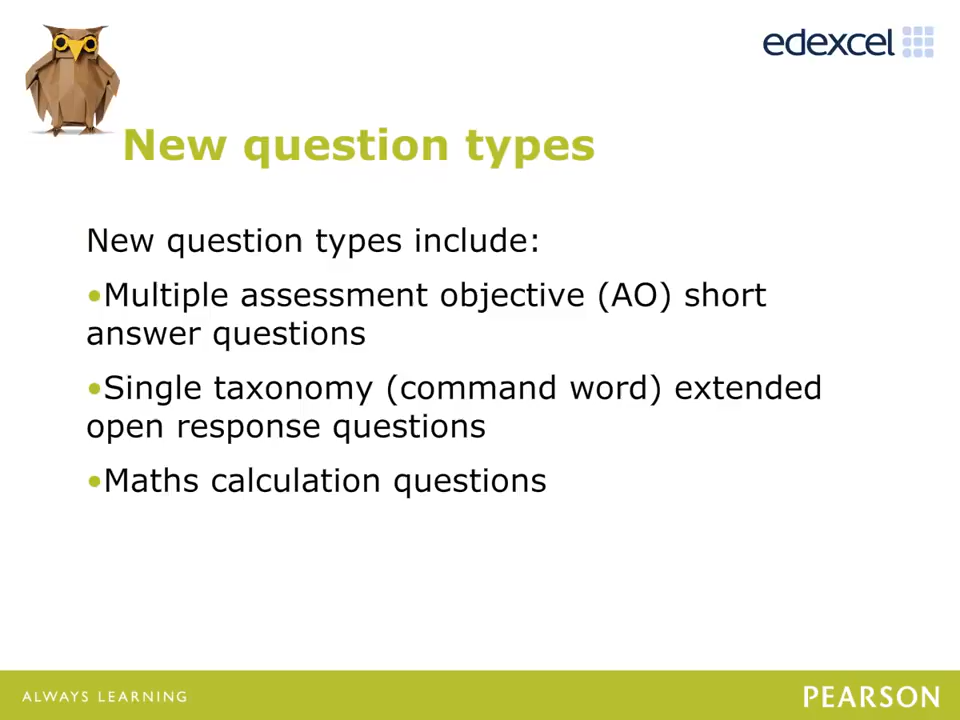 edexcel
New question types
New question types include:
•Multiple assessment objective (AO) short
answer questions
•Single taxonomy (command word) extended
open response questions
•Maths calculation questions
ALWAYS LEARNING
PEARSON